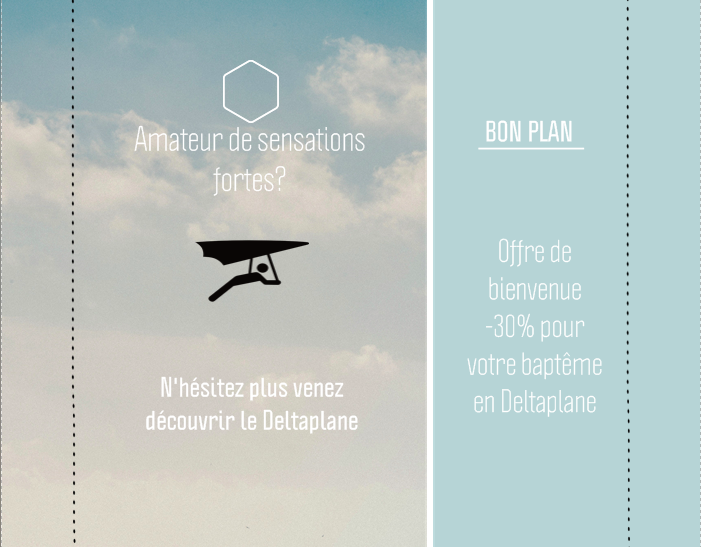 Amateur de sensations
fortes?
N'hésitez plus venez
découvrir le Deltaplane
BON PLAN
Offre de
bienvenue
-30% pour
votre baptême
en Deltaplane